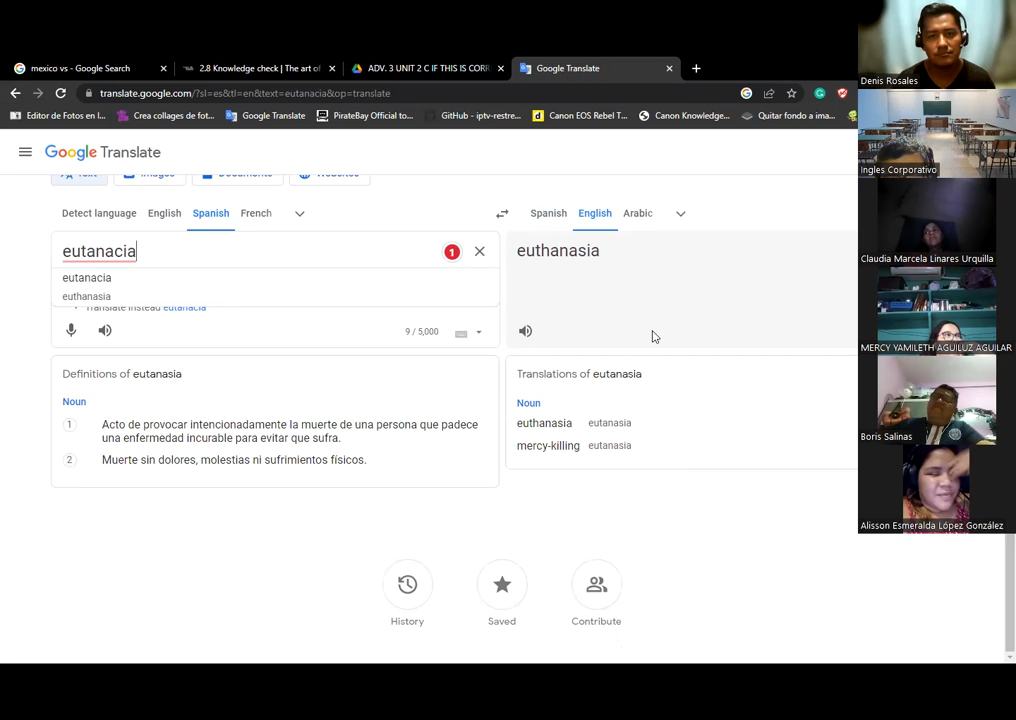 mexico vs - Google Search
2.8 Knowledge check | The art of
ADV. 3 UNIT 2 C IF THIS IS CORR
Google Translate
translate.google.com/?sl=es&tl=en&text=eutanacia&op=translate
Editor de Fotos en l...
Crea collages de fot...
Google Translate
PirateBay Official to...
GitHub - iptv-restre...
Canon EOS Rebel T...
Canon Knowledge...
Quitar fondo a ima...
Google Translate
Text
Images
Documents
Websites
Detect language
English
Spanish
French
Spanish
English
Arabic
eutanacia
1
euthanasia
eutanacia
euthanasia
Translate instead eutanacia
9 / 5,000
Definitions of eutanasia
Noun
1 Acto de provocar intencionadamente la muerte de una persona que padece
una enfermedad incurable para evitar que sufra.
2 Muerte sin dolores, molestias ni sufrimientos físicos.
Translations of eutanasia
Noun
euthanasia eutanasia
mercy-killing eutanasia
History
Saved
Contribute
Denis Rosales
Ingles Corporativo
Claudia Marcela Linares Urquilla
MERCY YAMILETH AGUILUZ AGUILAR
Boris Salinas
Alisson Esmeralda López González